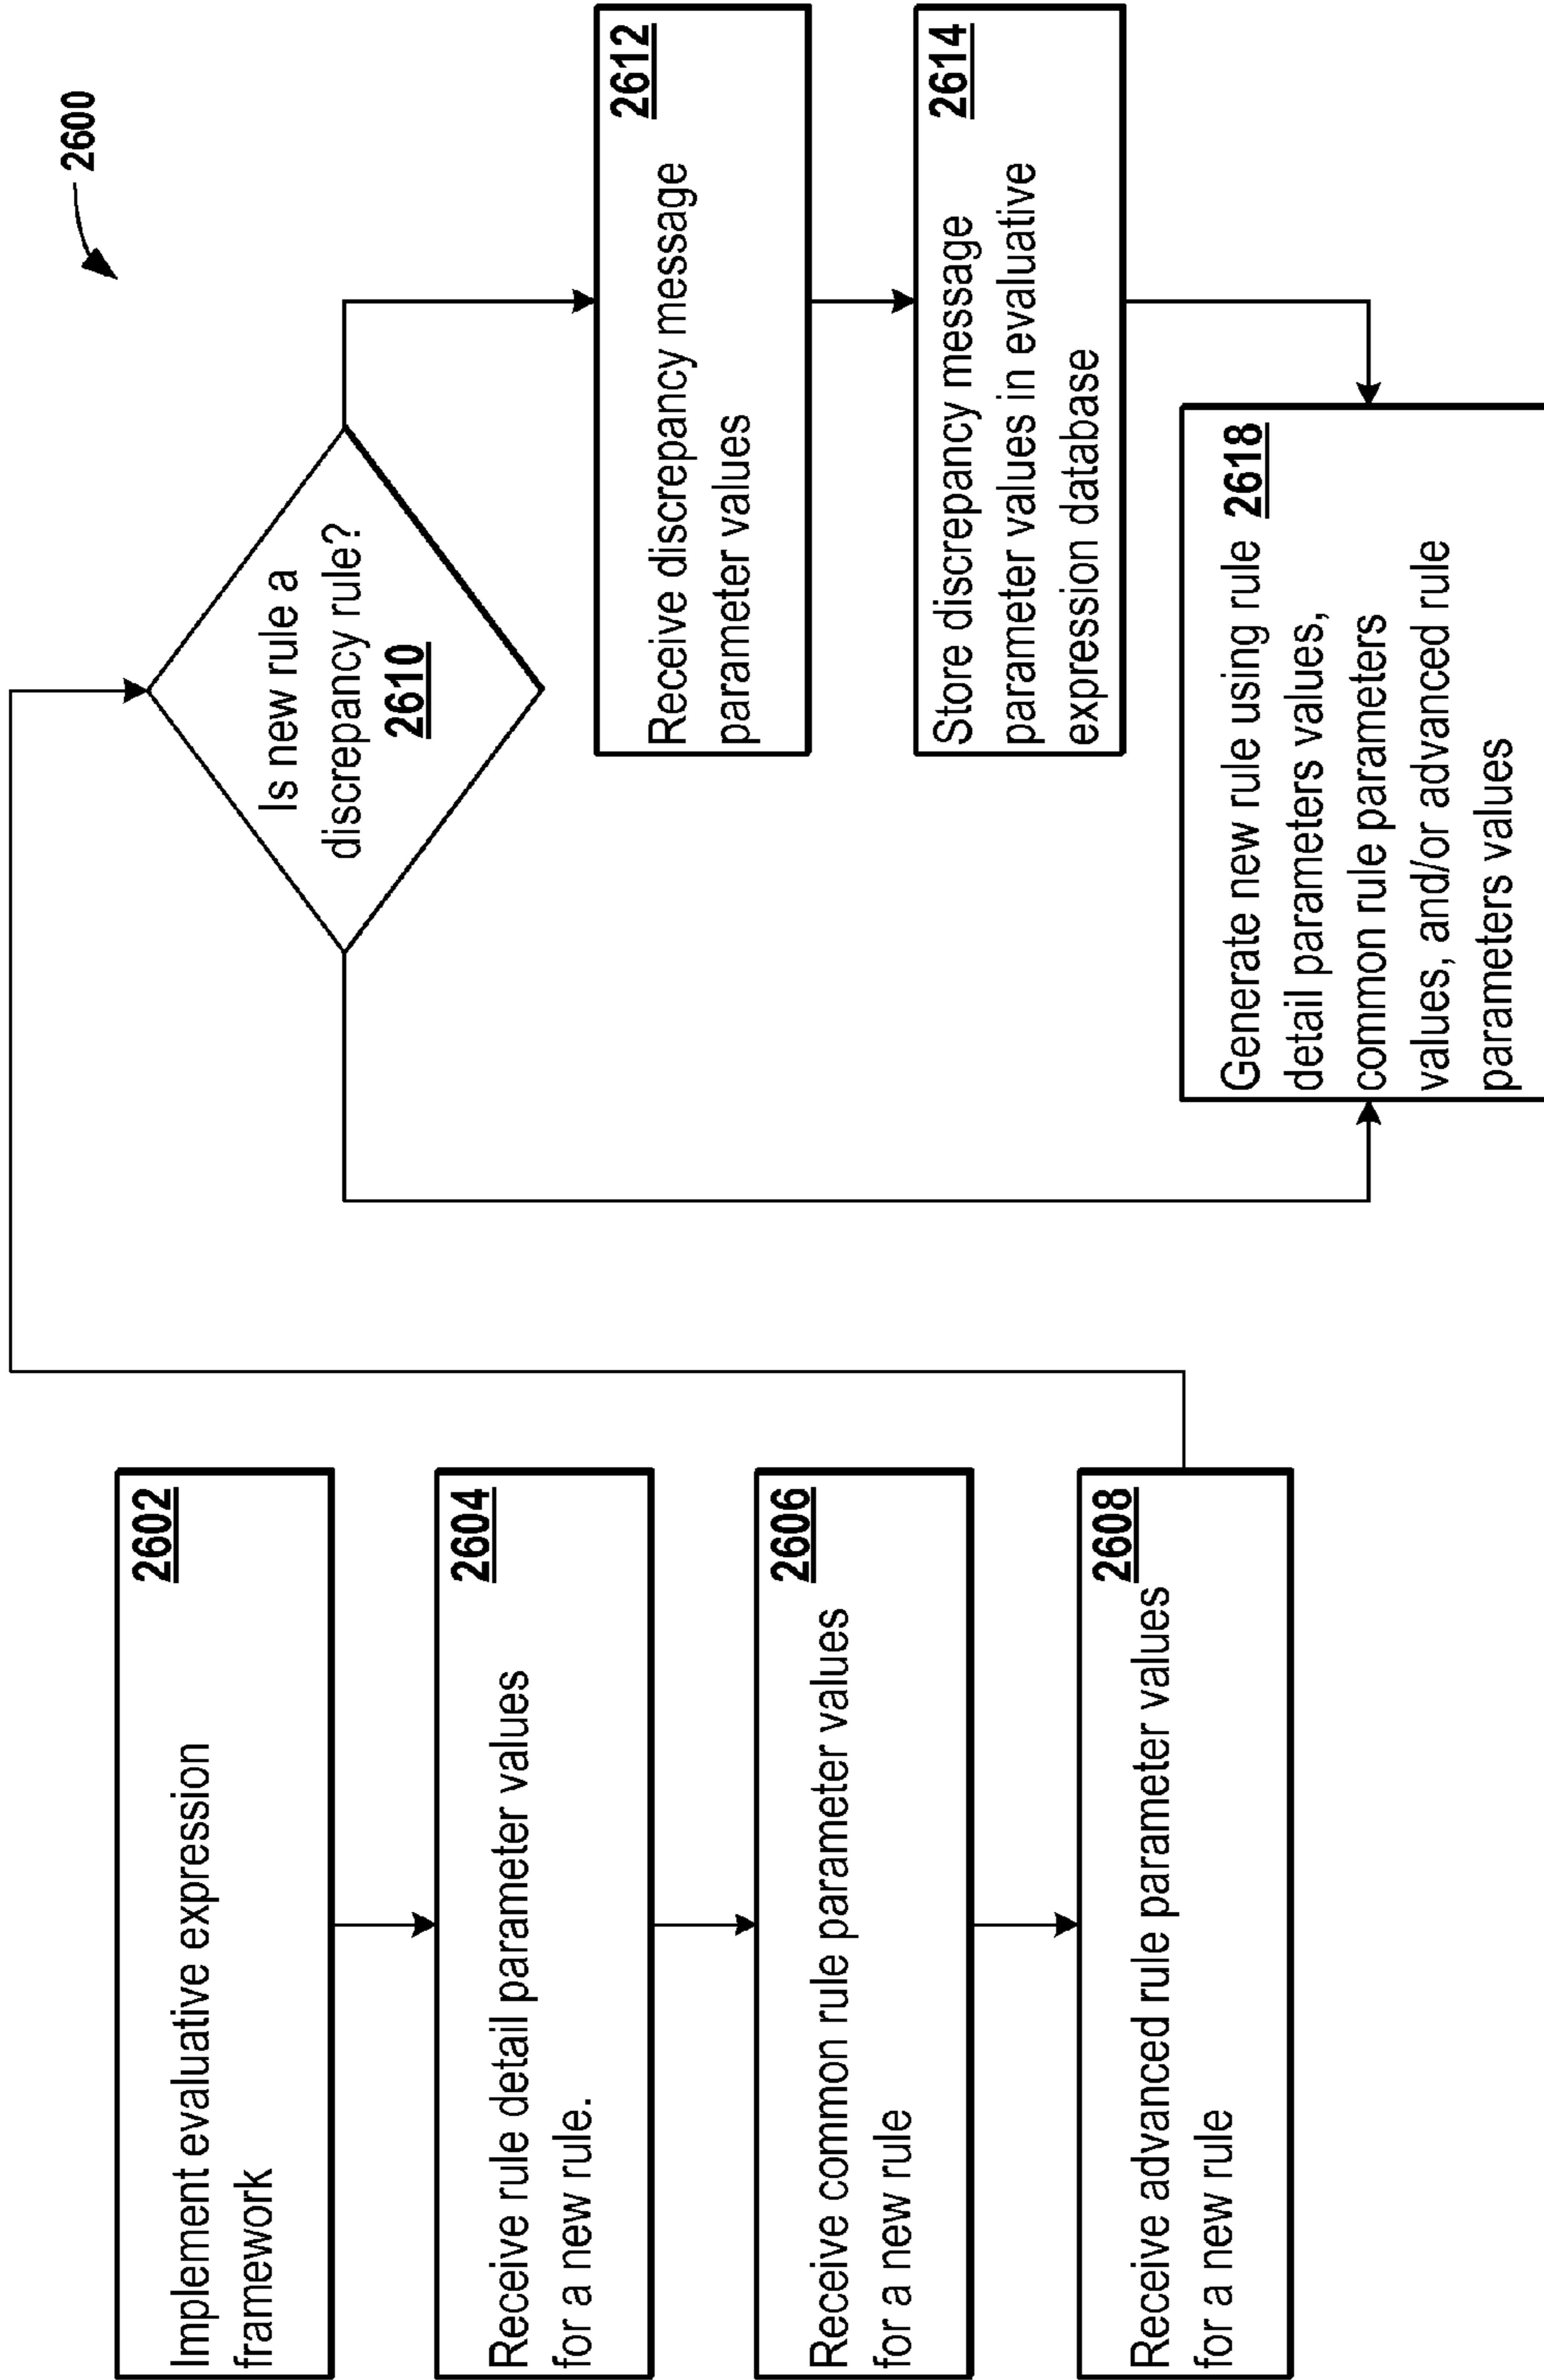 2600
Implement evaluative expression
framework
2602
Receive rule detail parameter values
for a new rule.
2604
Receive common rule parameter values
for a new rule
2606
Receive advanced rule parameter values
for a new rule
2608
Is new rule a
discrepancy rule?
2610
Receive discrepancy message
parameter values
2612
Store discrepancy message
parameter values in evaluative
expression database
2614
Generate new rule using rule 2618
detail parameters values,
common rule parameters
values, and/or advanced rule
parameters values